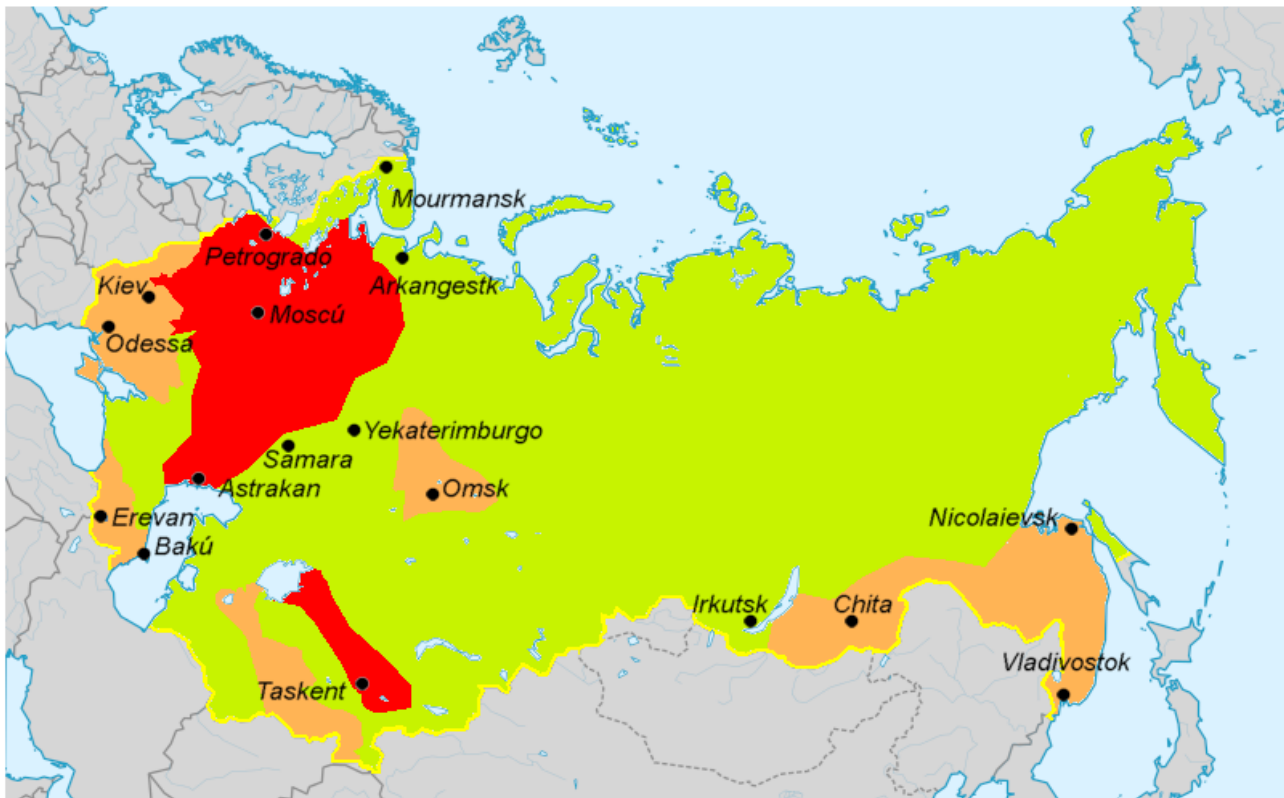 Mourmansk
Petrogrado
Arkangestk
Kiev
Moscú
Odessa
Yekaterimburgo
Samara
Astrakan
Omsk
Erevan
Nicolaievsk
Bakú
Irkutsk
Chita
Vladivostok
Taskent